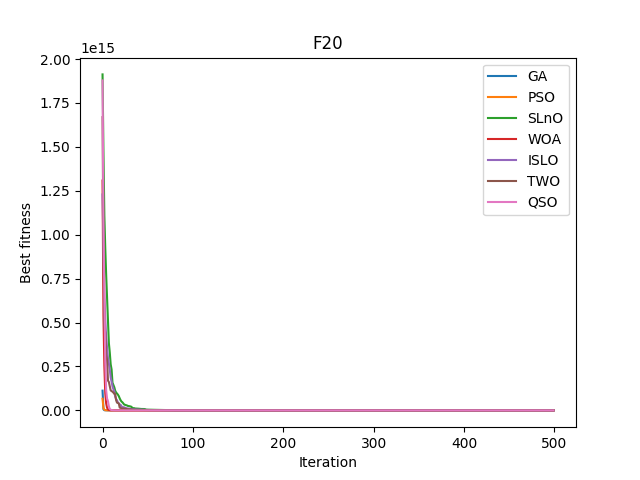 F20
1e15
2.00
1.75
1.50
1.25
1.00
0.75
0.50
0.25
0.00
Best fitness
0 100 200 300 400 500
Iteration
GA
PSO
SLnO
WOA
ISLO
TWO
QSO